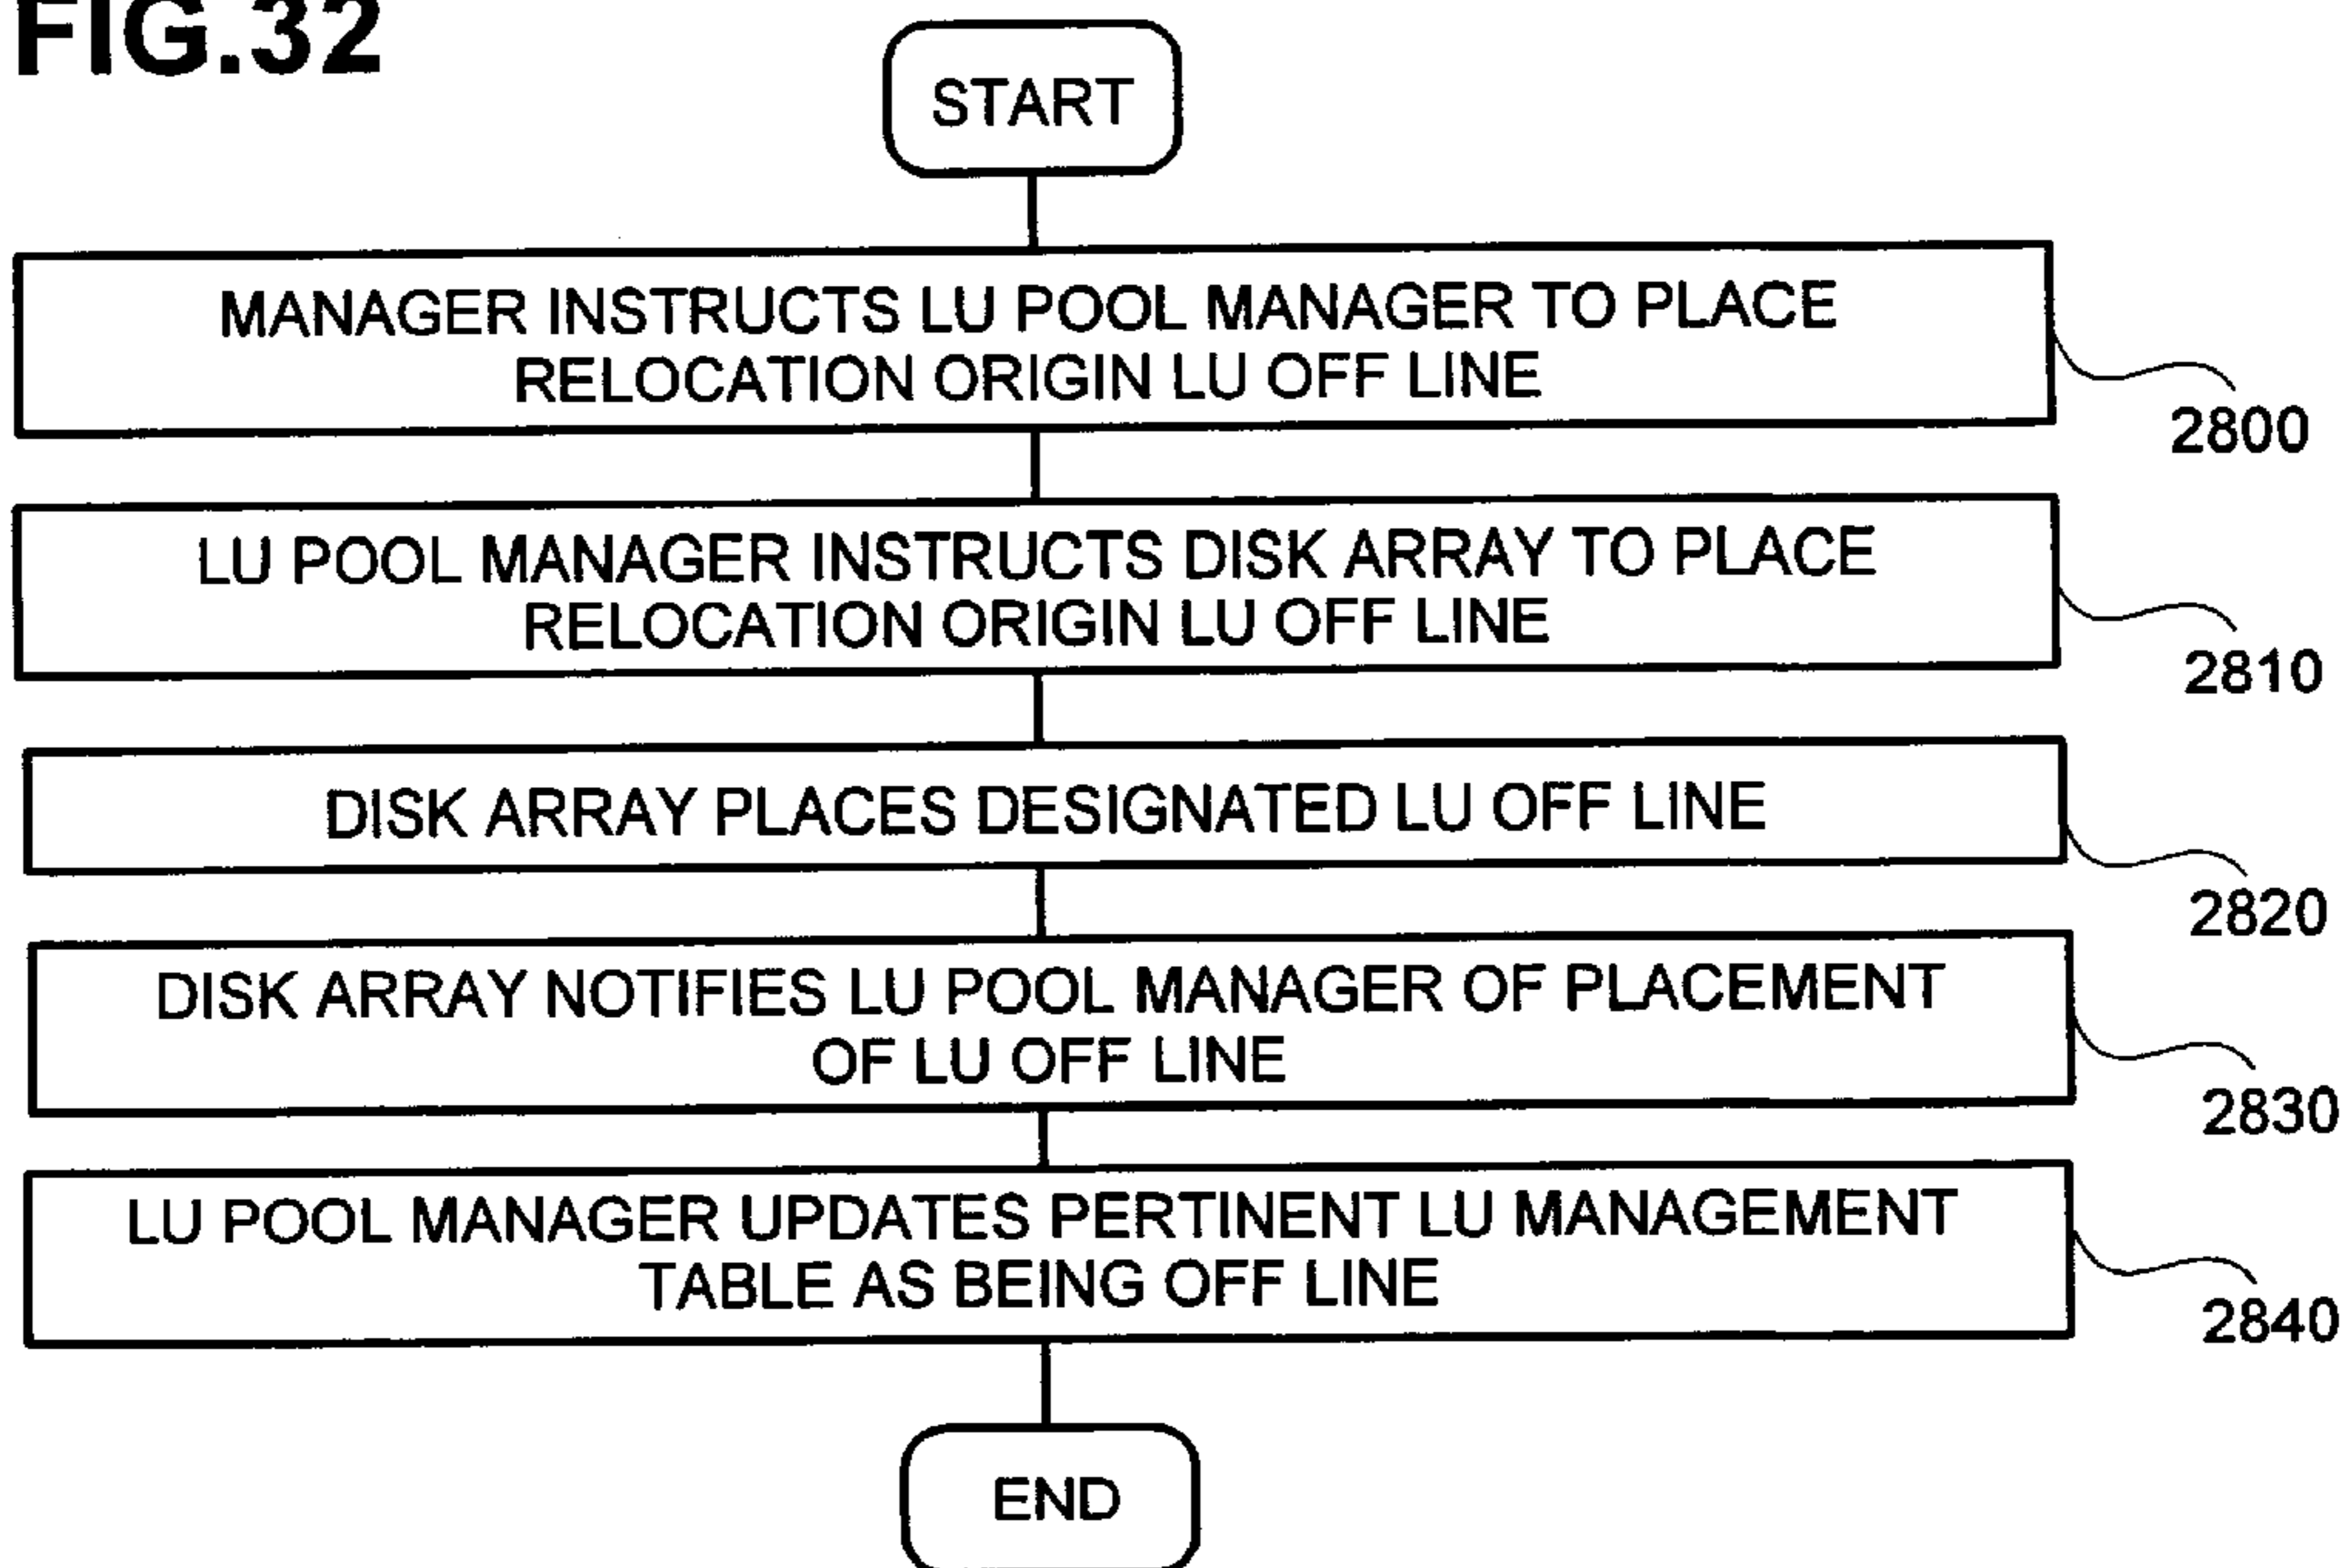 FIG.32
START
MANAGER INSTRUCTS LU POOL MANAGER TO PLACE
RELOCATION ORIGIN LU OFF LINE
2800
LU POOL MANAGER INSTRUCTS DISK ARRAY TO PLACE
RELOCATION ORIGIN LU OFF LINE
2810
DISK ARRAY PLACES DESIGNATED LU OFF LINE
2820
DISK ARRAY NOTIFIES LU POOL MANAGER OF PLACEMENT
OF LU OFF LINE
2830
LU POOL MANAGER UPDATES PERTINENT LU MANAGEMENT
TABLE AS BEING OFF LINE
2840
END